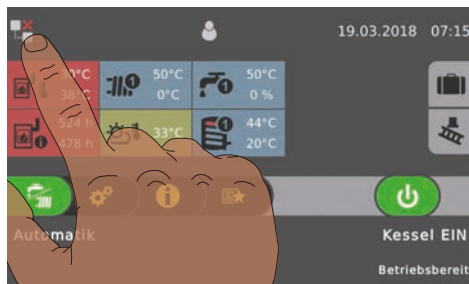 19.03.2018 07:15
30°C 50°C 50°C
38°C 0°C 0 %
524 h 33°C 44°C
478 h 20°C
Automatik Kessel EIN
Betriebsbereit